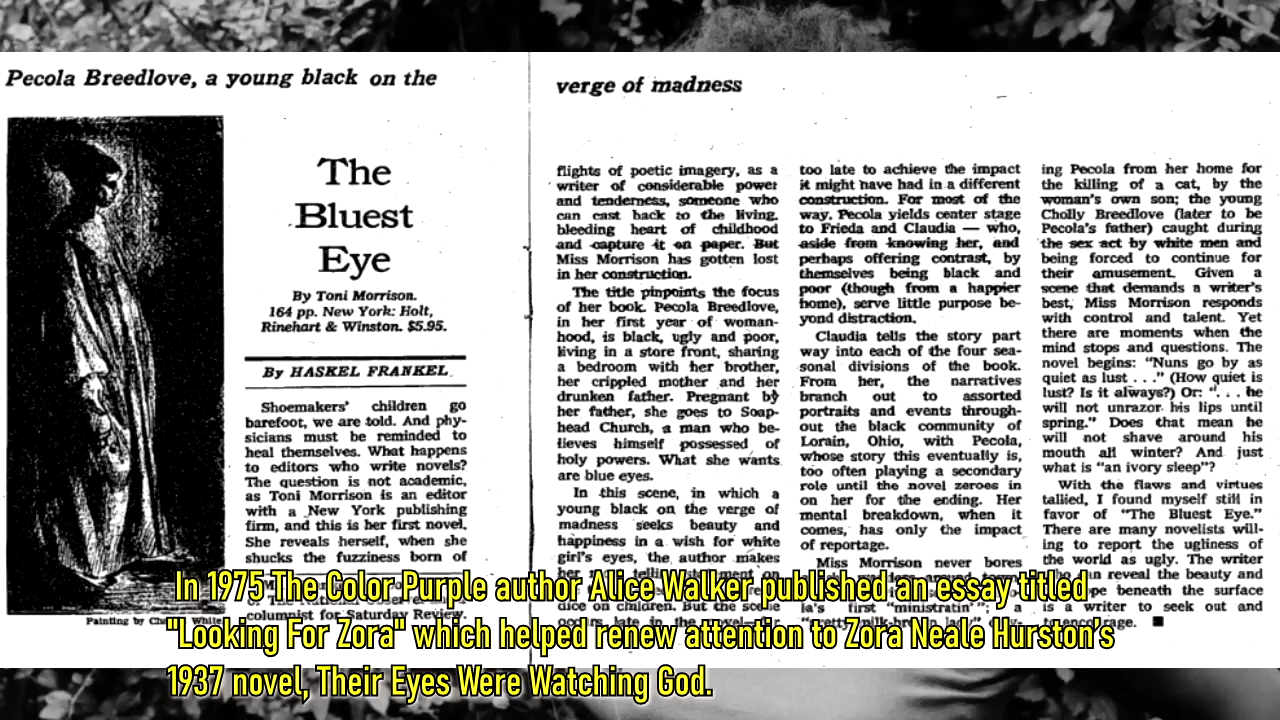 Pecola Breedlove, a young black on the
verge of madness
The
Bluest
Eye
By Toni Morrison.
164 pp. New York: Holt,
Rinehart & Winston. $5.95.
By HASKEL FRANKEL
Shoemakers' children go
barefoot, we are told. And phy-
sicians must be reminded to
heal themselves. What happens
to editors who write novels?
The question is not academic,
as Toni Morrison is an editor
with a New York publishing
firm, and this is her first novel.
She reveals herself, when she
shucks the fuzziness born of
columnist for Saturday Review.
Painting by White
flights of poetic imagery, as a
writer of considerable power
and tenderness, someone who
can cast back to the living,
bleeding heart of childhood
and capture it on paper. But
Miss Morrison has gotten lost
in her construction.
The title pinpoints the focus
of her book. Pecola Breedlove,
in her first year of woman-
hood, is black, ugly and poor,
living in a store front, sharing
a bedroom with her brother,
her crippled mother and her
drunken father. Pregnant by
her father, she goes to Soap-
head Church, a man who be-
lieves himself possessed of
holy powers. What she wants
are blue eyes.
In this scene, in which a
young black on the verge of
madness seeks beauty and
happiness in a wish for white
girl's eyes, the author makes
her telling on
dice on children. But the scene
occurs late in the novel
too late to achieve the impact
it might have had in a different
construction. For most of the
way, Pecola yields center stage
to Frieda and Claudia — who,
aside from knowing her, and
perhaps offering contrast, by
themselves being black and
poor (though from a happier
home), serve little purpose be-
yond distraction.
Claudia tells the story part
way into each of the four sea-
sonal divisions of the book.
From her, the narratives
branch out to assorted
portraits and events through-
out the black community of
Lorain, Ohio, with Pecola,
whose story this eventually is,
too often playing a secondary
role until the novel zeroes in
on her for the ending. Her
mental breakdown, when it
comes, has only the impact
of reportage.
Miss Morrison never bores
first "ministratin'"; a
ing Pecola from her home for
the killing of a cat, by the
woman's own son; the young
Cholly Breedlove (later to be
Pecola's father) caught during
the sex act by white men and
being forced to continue for
their amusement. Given a
scene that demands a writer's
best, Miss Morrison responds
with control and talent. Yet
there are moments when the
mind stops and questions. The
novel begins: "Nuns go by as
quiet as lust . . ." (How quiet is
lust? Is it always?) Or: ". . . he
will not unrazor his lips until
spring." Does that mean he
will not shave around his
mouth all winter? And just
what is "an ivory sleep"?
With the flaws and virtues
tallied, I found myself still in
favor of "The Bluest Eye."
There are many novelists will-
ing to report the ugliness of
the world as ugly. The writer
reveal the beauty and
beneath the surface
is a writer to seek out and
In 1975 The Color Purple author Alice Walker published an essay titled
"Looking For Zora" which helped renew attention to Zora Neale Hurston's
1937 novel, Their Eyes Were Watching God.